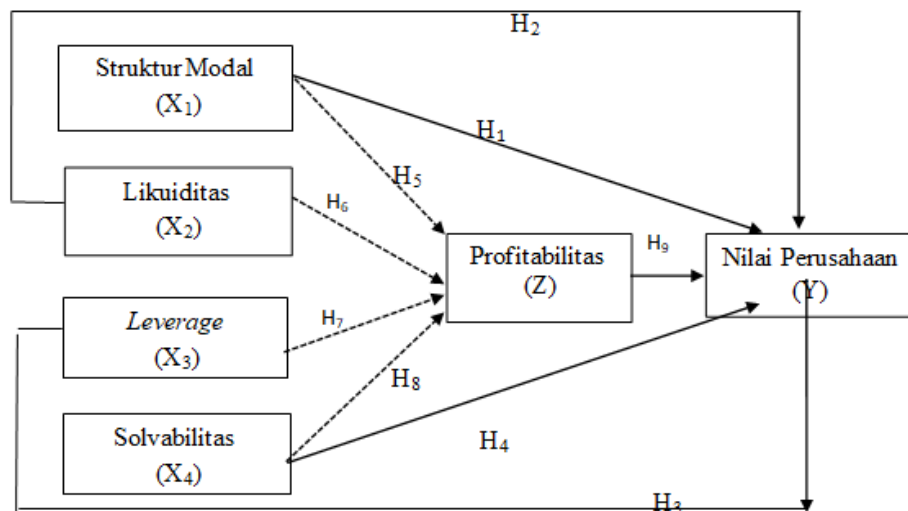 H2
Struktur Modal
(X1)
H1
H5
Likuiditas
(X2)
H6
Profitabilitas
(Z)
H9
Nilai Perusahaan
(Y)
Leverage
(X3)
H7
H8
Solvabilitas
(X4)
H4
H3